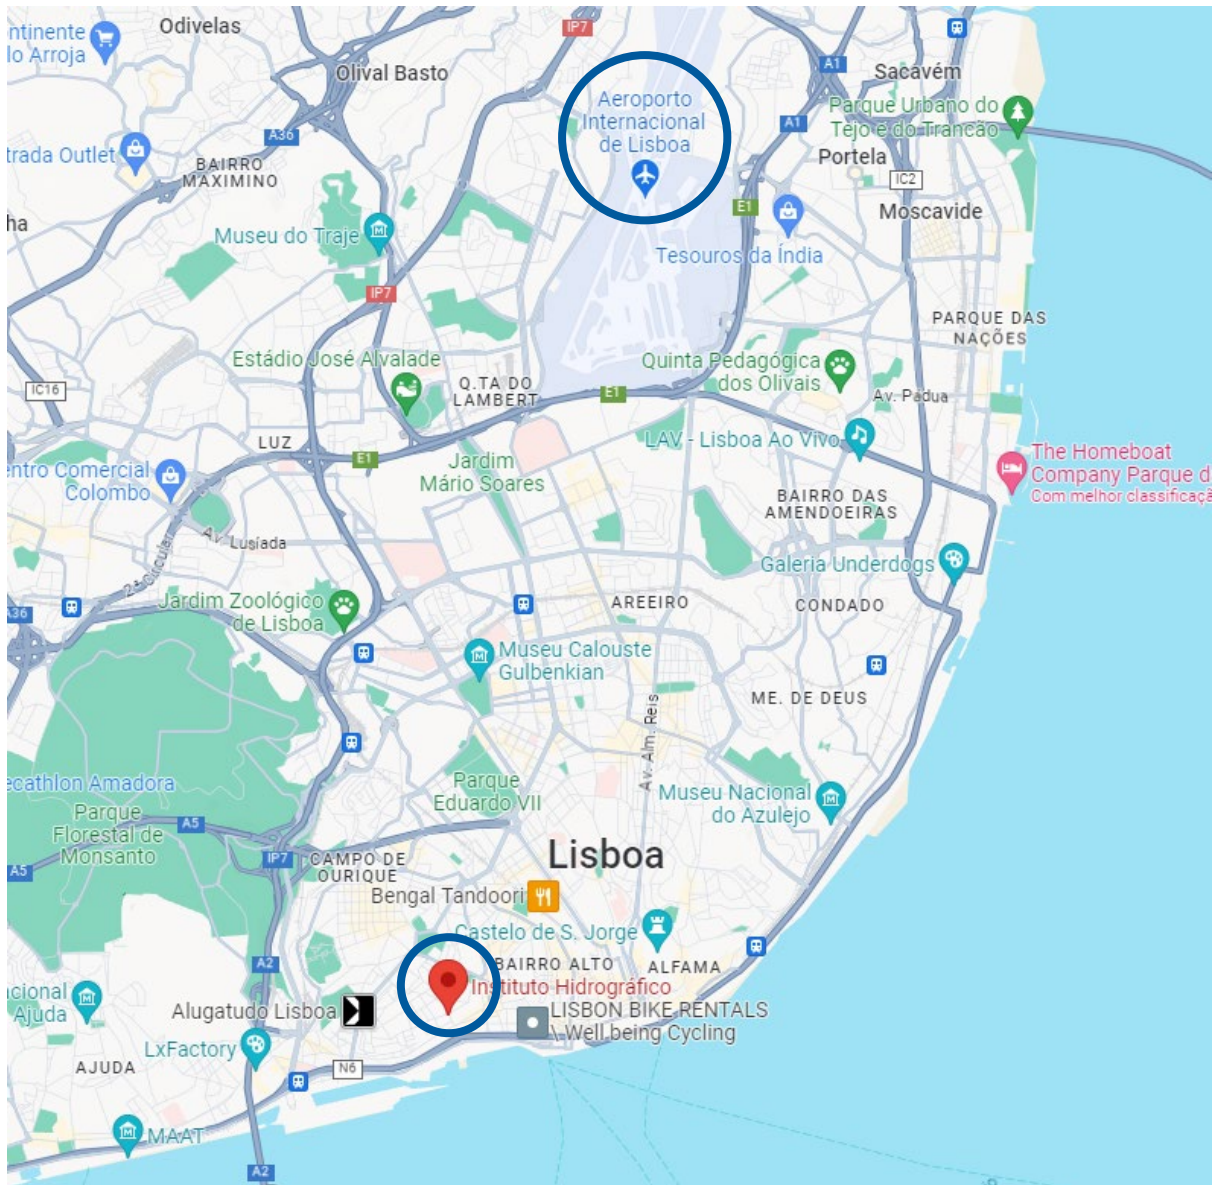 Odivelas
ntinente
lo Arroja
Olival Basto
IP7
A1
Sacavém
Aeroporto
Internacional
de Lisboa
Parque Urbano do
Tejo e do Trancão
A36
A1
trada Outlet
BAIRRO
MAXIMINO
Portela
IC2
ha
Museu do Traje
E1
Moscavide
Tesouros da Índia
IP7
PARQUE DAS
NAÇÕES
Estádio José Alvalade
Quinta Pedagógica
dos Olivais
Q.TA DO
LAMBERT
IC16
E1
Av. Pádua
LUZ
LAV - Lisboa Ao Vivo
E1
Jardim
Mário Soares
entro Comercial
Colombo
The Homeboat
Company Parque d
Com melhor classificaçã
BAIRRO DAS
AMENDOEIRAS
Av. Lusíada
2ª Circular
Galeria Underdogs
A36
Jardim Zoológico
de Lisboa
AREEIRO
CONDADO
Museu Calouste
Gulbenkian
ME. DE DEUS
Av. Alm. Reis
ecathlon Amadora
Parque
Eduardo VII
Museu Nacional
do Azulejo
Parque
Florestal de
Monsanto
A5
A5
IP7
CAMPO DE
OURIQUE
Lisboa
Bengal Tandoori
Castelo de S. Jorge
A2
BAIRRO ALTO
ALFAMA
Instituto Hidrográfico
acional
Ajuda
Alugatudo Lisboa
LISBON BIKE RENTALS
\ Well being Cycling
LxFactory
AJUDA
N6
MAAT
A2